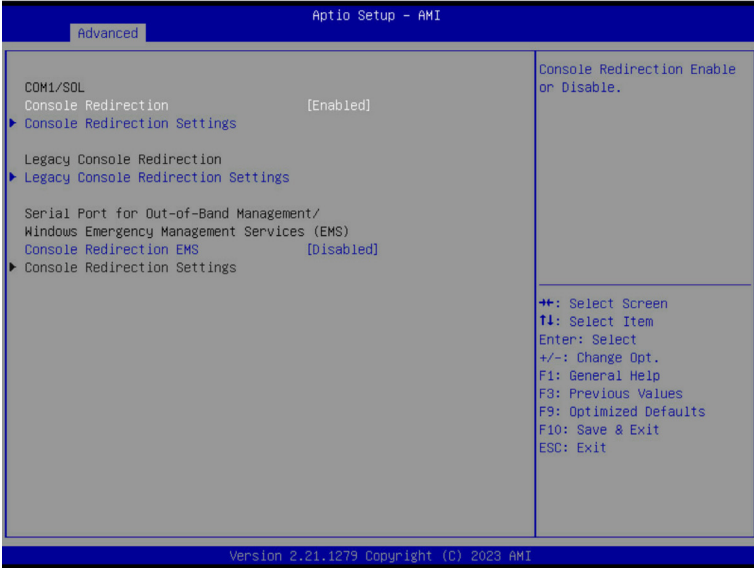 Aptio Setup – AMI
Advanced
COM1/SOL
Console Redirection [Enabled]
Console Redirection Settings
Legacy Console Redirection
Legacy Console Redirection Settings
Serial Port for Out-of-Band Management/
Windows Emergency Management Services (EMS)
Console Redirection EMS [Disabled]
Console Redirection Settings
Console Redirection Enable
or Disable.
→←: Select Screen
↑↓: Select Item
Enter: Select
+/-: Change Opt.
F1: General Help
F3: Previous Values
F9: Optimized Defaults
F10: Save & Exit
ESC: Exit
Version 2.21.1279 Copyright (C) 2023 AMI